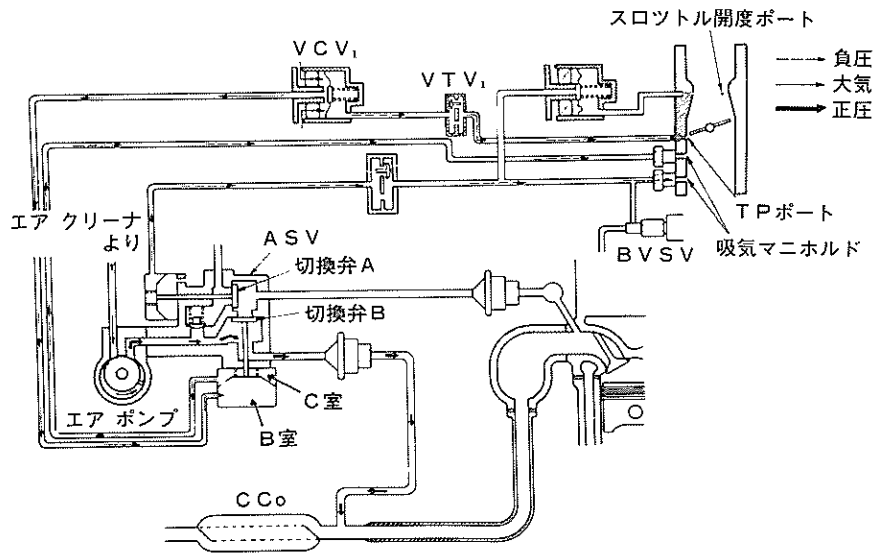 スロツトル開度ポート
VCV₁
VTV₁
負圧
大気
正圧
エア クリーナ
より
ASV
切換弁A
切換弁B
TPポート
BVSV
吸気マニホルド
エア ポンプ
C室
B室
CCo